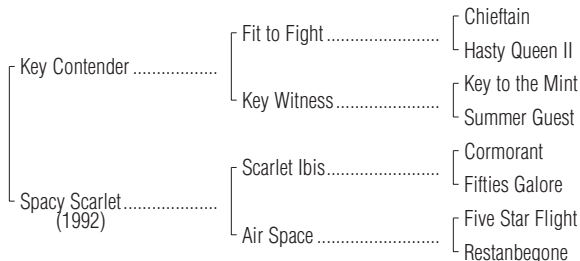 Chieftain
Fit to Fight ..........................
Hasty Queen II
Key Contender ..................
Key to the Mint
Key Witness ........................
Summer Guest
Cormorant
Scarlet Ibis ..........................
Fifties Galore
Spacy Scarlet ....................
(1992)
Five Star Flight
Air Space ............................
Restanbegone